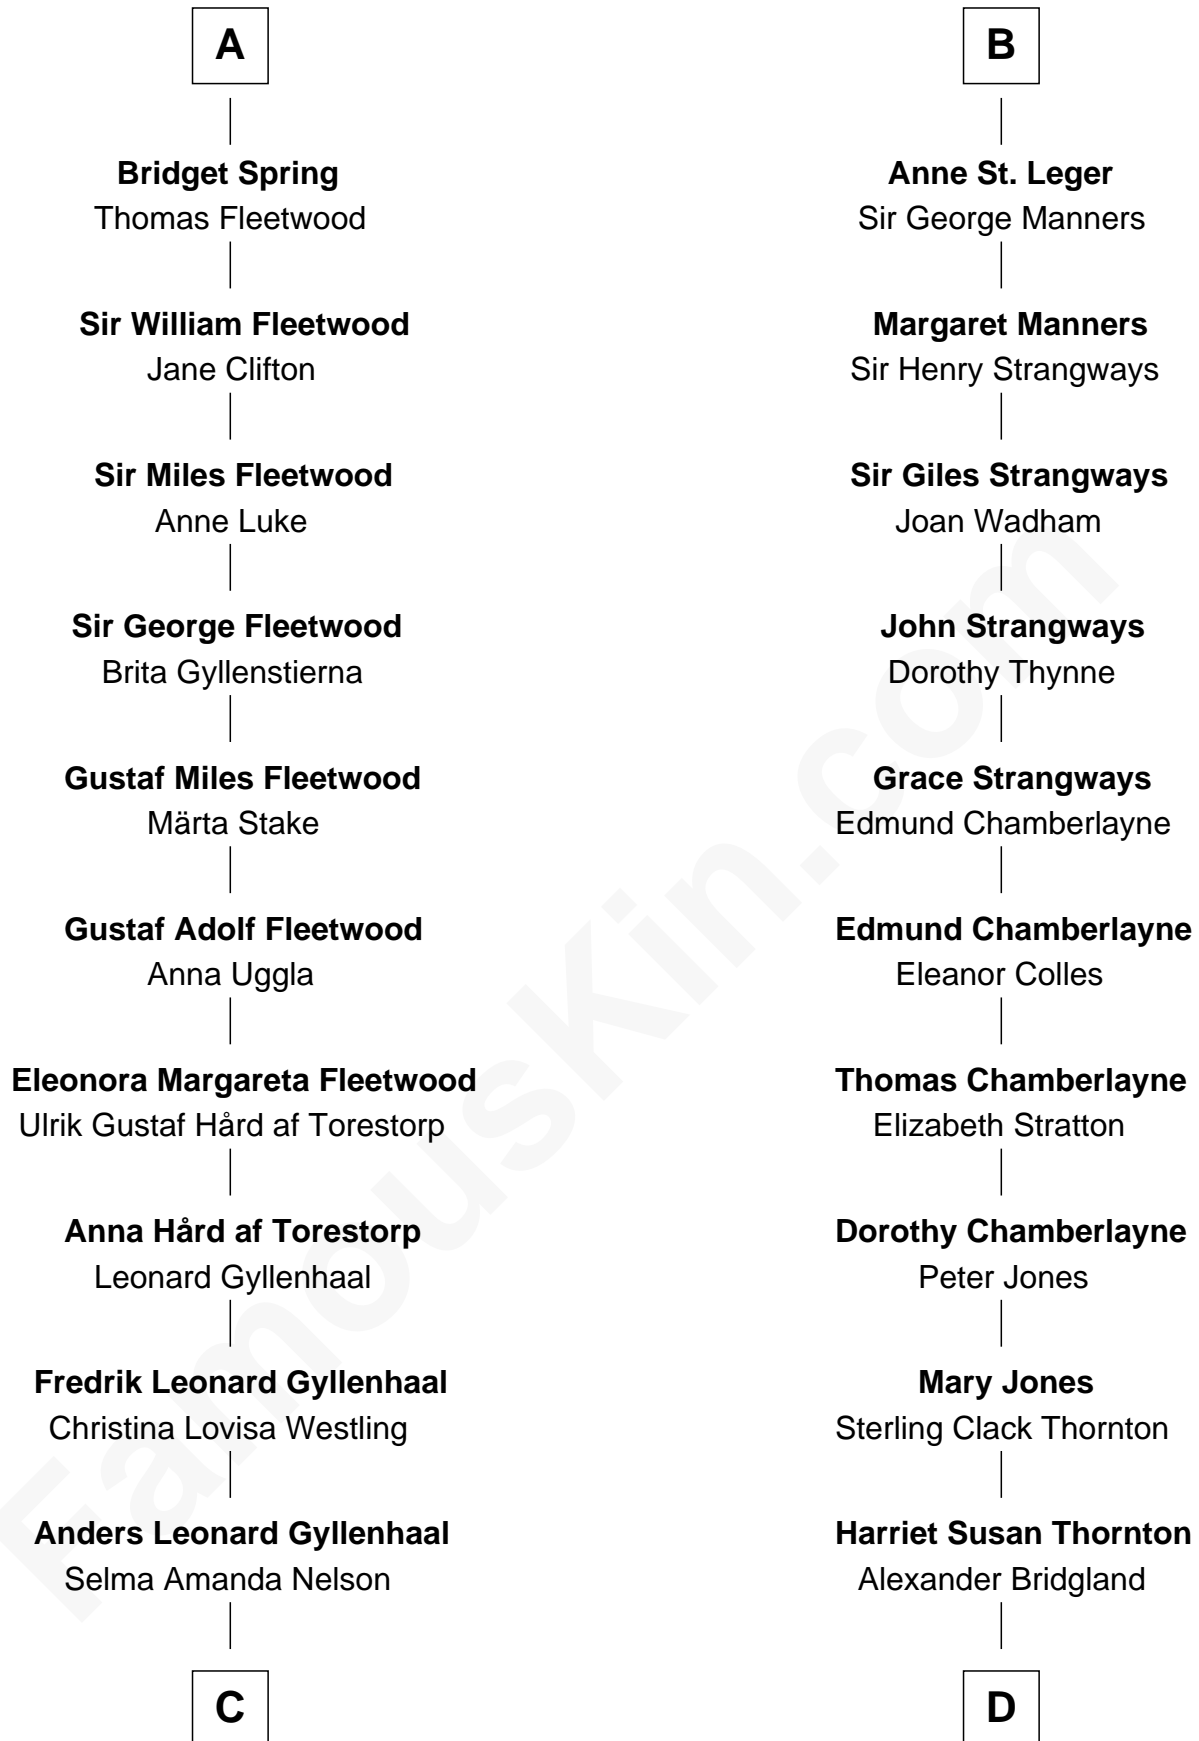 A
Bridget Spring
Thomas Fleetwood
Sir William Fleetwood
Jane Clifton
Sir Miles Fleetwood
Anne Luke
Sir George Fleetwood
Brita Gyllenstierna
Gustaf Miles Fleetwood
Märta Stake
Gustaf Adolf Fleetwood
Anna Uggla
Eleonora Margareta Fleetwood
Ulrik Gustaf Hård af Torestorp
Anna Hård af Torestorp
Leonard Gyllenhaal
Fredrik Leonard Gyllenhaal
Christina Lovisa Westling
Anders Leonard Gyllenhaal
Selma Amanda Nelson
C
B
Anne St. Leger
Sir George Manners
Margaret Manners
Sir Henry Strangways
Sir Giles Strangways
Joan Wadham
John Strangways
Dorothy Thynne
Grace Strangways
Edmund Chamberlayne
Edmund Chamberlayne
Eleanor Colles
Thomas Chamberlayne
Elizabeth Stratton
Dorothy Chamberlayne
Peter Jones
Mary Jones
Sterling Clack Thornton
Harriet Susan Thornton
Alexander Bridgland
D
FamousKin.com